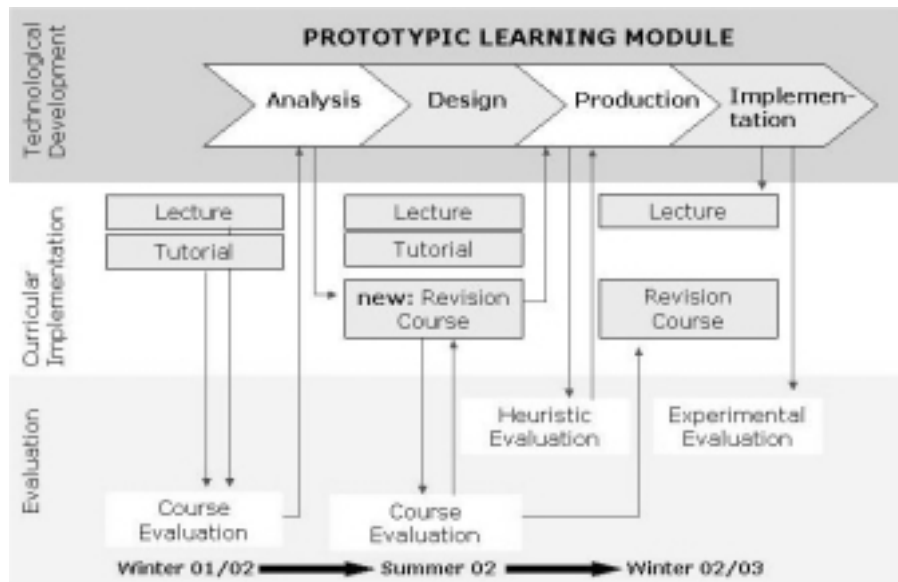 PROTOTYPIC LEARNING MODULE
Technological
Development
Analysis
Design
Production
Implemen-
tation
Curricular
Implementation
Lecture
Tutorial
Lecture
Tutorial
new: Revision
Course
Lecture
Revision
Course
Evaluation
Heuristic
Evaluation
Experimental
Evaluation
Course
Evaluation
Course
Evaluation
Winter 01/02
Summer 02
Winter 02/03